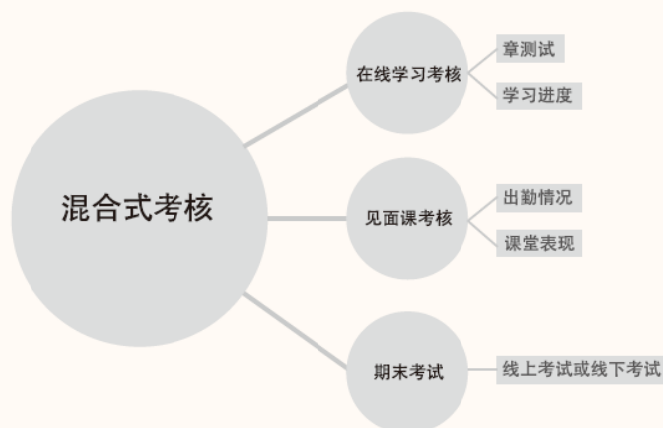 混合式考核
在线学习考核
章测试
学习进度
见面课考核
出勤情况
课堂表现
期末考试
线上考试或线下考试